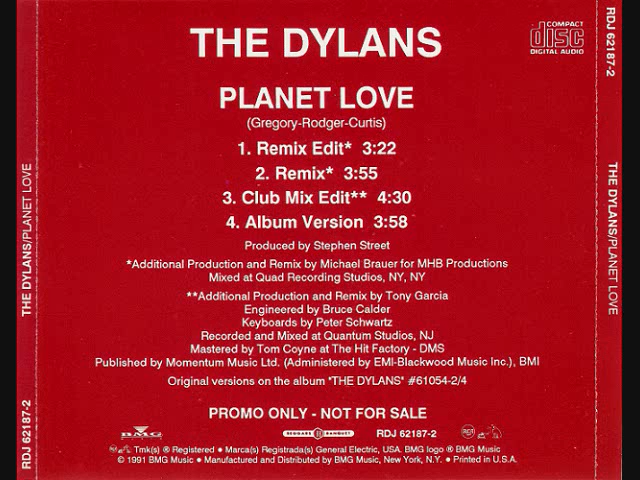 THE DYLANS
COMPACT
disc
DIGITAL AUDIO
PLANET LOVE
(Gregory-Rodger-Curtis)
1. Remix Edit* 3:22
2. Remix* 3:55
3. Club Mix Edit** 4:30
4. Album Version 3:58
Produced by Stephen Street
*Additional Production and Remix by Michael Brauer for MHB Productions
Mixed at Quad Recording Studios, NY, NY
**Additional Production and Remix by Tony Garcia
Engineered by Bruce Calder
Keyboards by Peter Schwartz
Recorded and Mixed at Quantum Studios, NJ
Mastered by Tom Coyne at The Hit Factory - DMS
Published by Momentum Music Ltd. (Administered by EMI-Blackwood Music Inc.), BMI
Original versions on the album "THE DYLANS" #61054-2/4
PROMO ONLY - NOT FOR SALE
BMG
BEGGARS BANQUET
RDJ 62187-2
RCA
Tmk(s) ® Registered ● Marca(s) Registrada(s) General Electric, USA. BMG logo ® BMG Music
© 1991 BMG Music ● Manufactured and Distributed by BMG Music, New York, N.Y. ● Printed in U.S.A.
THE DYLANS/PLANET LOVE
RDJ 62187-2
RDJ 62187-2
THE DYLANS/PLANET LOVE